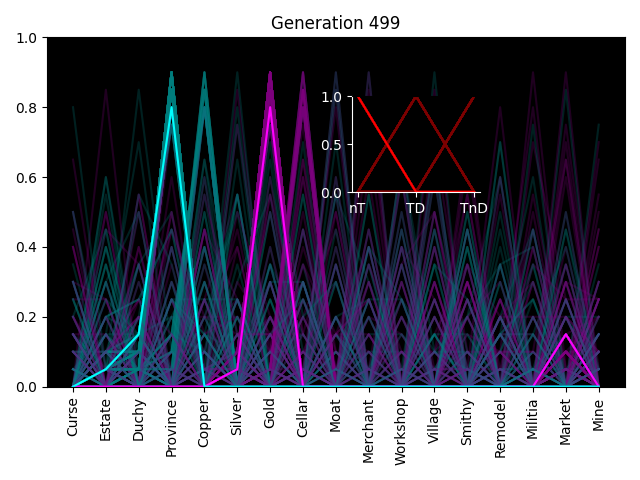 Generation 499
1.0
0.8
0.6
0.4
0.2
0.0
1.0
0.5
0.0
nT TD TnD
Curse
Estate
Duchy
Province
Copper
Silver
Gold
Cellar
Moat
Merchant
Workshop
Village
Smithy
Remodel
Militia
Market
Mine